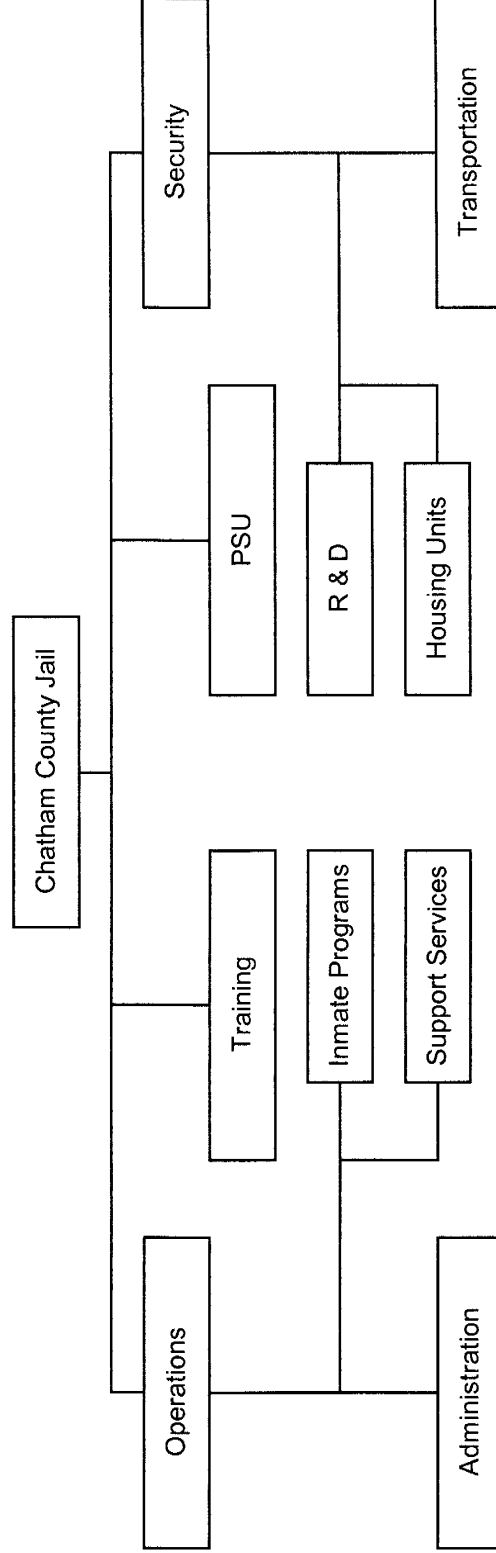 Chatham County Jail
Operations
Training
PSU
Security
Inmate Programs
R & D
Support Services
Housing Units
Administration
Transportation